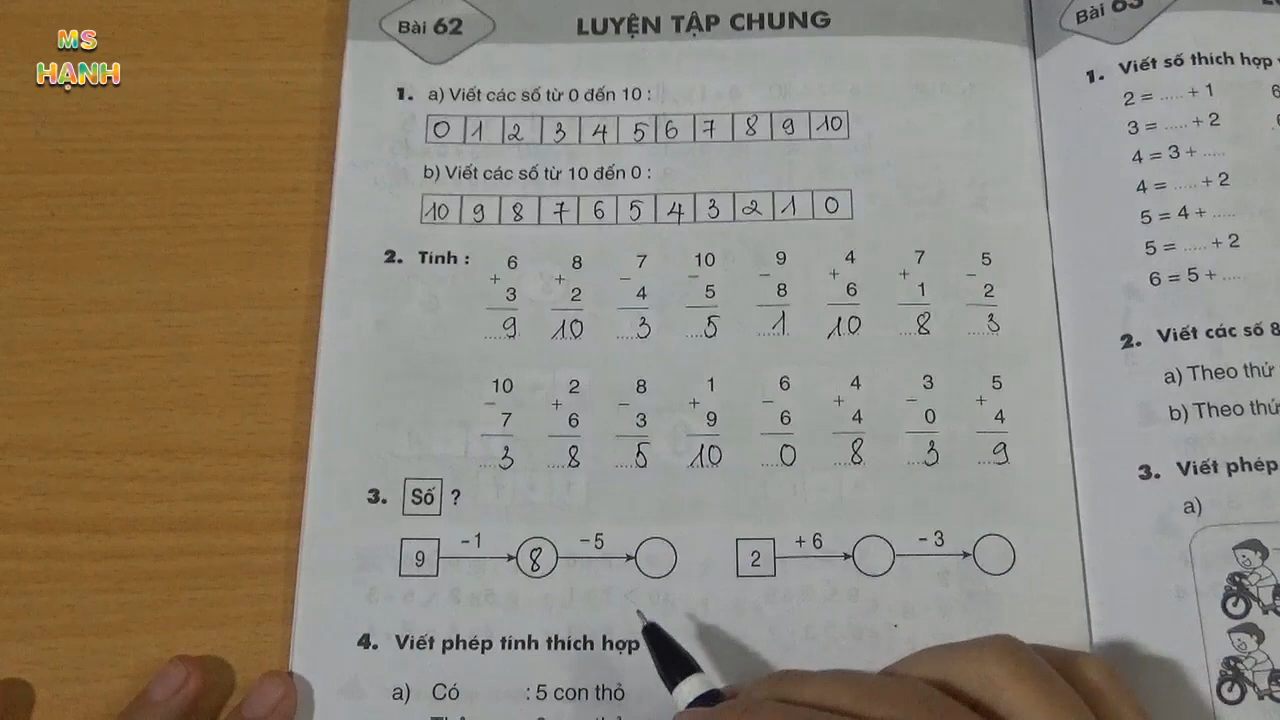 MS
HẠNH
Bài 62
LUYỆN TẬP CHUNG
1. a) Viết các số từ 0 đến 10 :
0 1 2 3 4 5 6 7 8 9 10
b) Viết các số từ 10 đến 0 :
10 9 8 7 6 5 4 3 2 1 0
2. Tính :
6 8 7 10 9 4 7 5
+ + - - - + + -
3 2 4 5 8 6 1 2
...9 10 ....3 ....5 ....1 10 ...8 ....3
10 2 8 1 6 4 3 5
- + - + - + - +
7 6 3 9 6 4 0 4
....3 ....8 ....5 10 ....0 ....8 ....3 ...9
3. Số ?
9 -1 8 -5
2 +6 -3
4. Viết phép tính thích hợp
a) Có : 5 con thỏ
Bài
1. Viết số thích hợp
2 = ..... + 1
3 = ..... + 2
4 = 3 + .....
4 = ..... + 2
5 = 4 + .....
5 = ..... + 2
6 = 5 + ....
2. Viết các số 8
a) Theo thứ
b) Theo thứ
3. Viết phép
a)